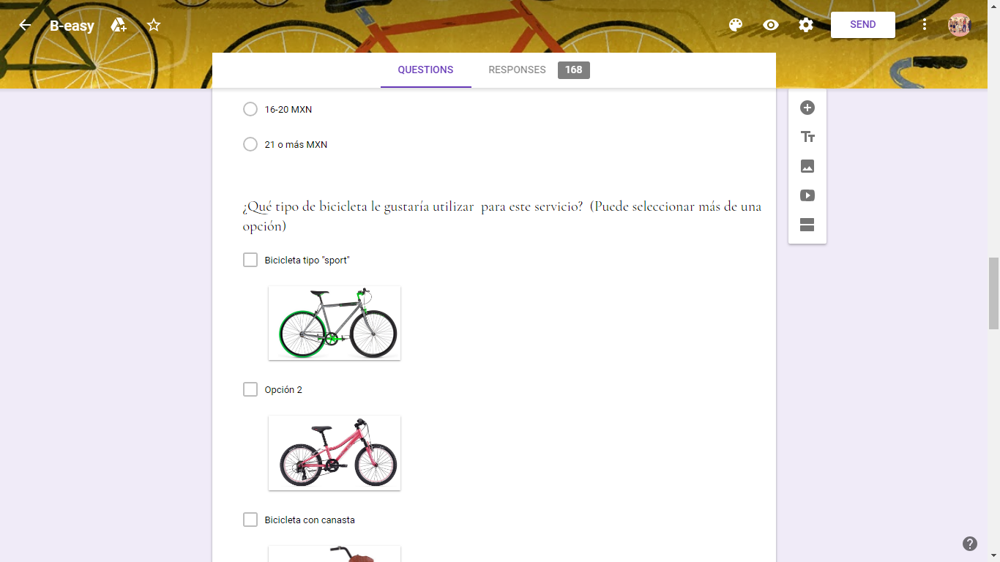 B-easy
SEND
QUESTIONS
RESPONSES 168
16-20 MXN
21 o más MXN
¿Qué tipo de bicicleta le gustaría utilizar  para este servicio?  (Puede seleccionar más de una
opción)
Bicicleta tipo "sport"
Opción 2
Bicicleta con canasta